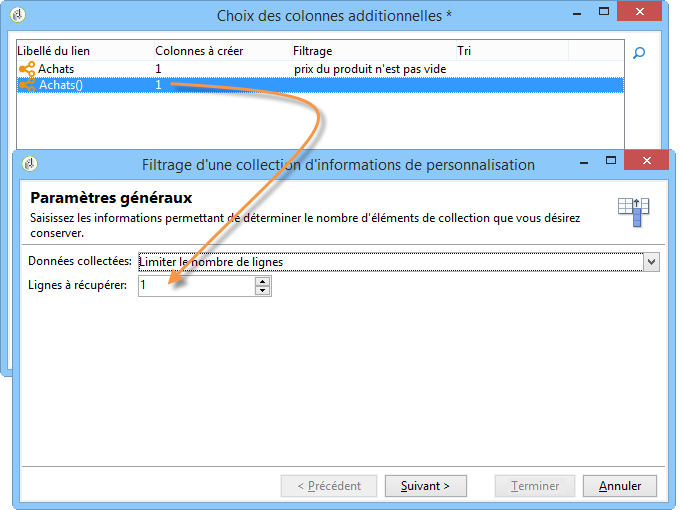 Choix des colonnes additionnelles *
Libellé du lien Colonnes à créer Filtrage Tri
Achats 1 prix du produit n'est pas vide
Achats() 1
Filtrage d'une collection d'informations de personnalisation
Paramètres généraux
Saisissez les informations permettant de déterminer le nombre d'éléments de collection que vous désirez
conserver.
Données collectées: Limiter le nombre de lignes
Lignes à récupérer: 1
< Précédent Suivant > Terminer Annuler